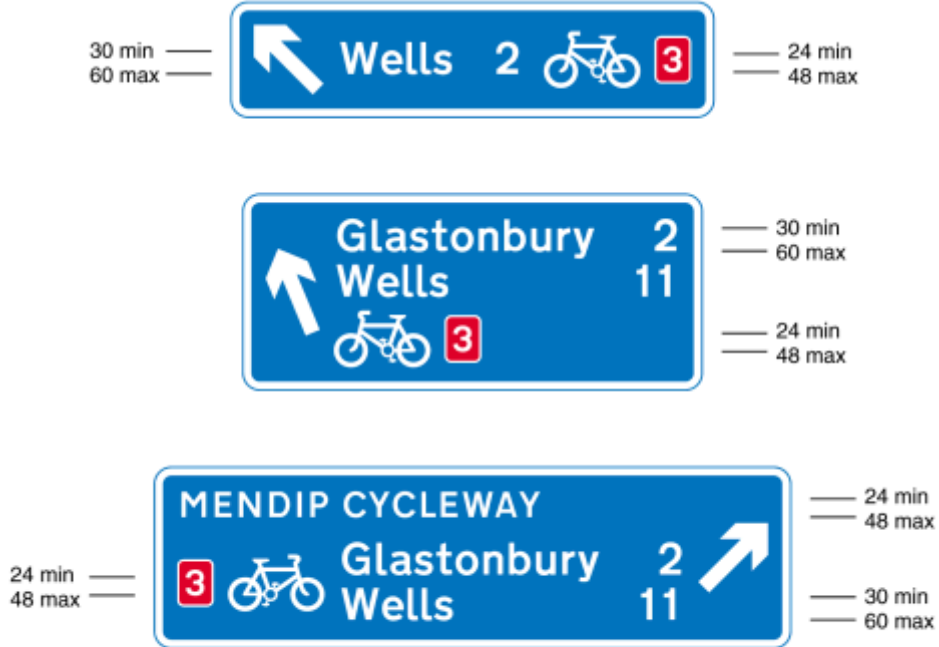 30 min
60 max
Wells 2 3
24 min
48 max
Glastonbury 2
Wells 11
3
30 min
60 max
24 min
48 max
MENDIP CYCLEWAY
3
Glastonbury 2
Wells 11
24 min
48 max
24 min
48 max
30 min
60 max